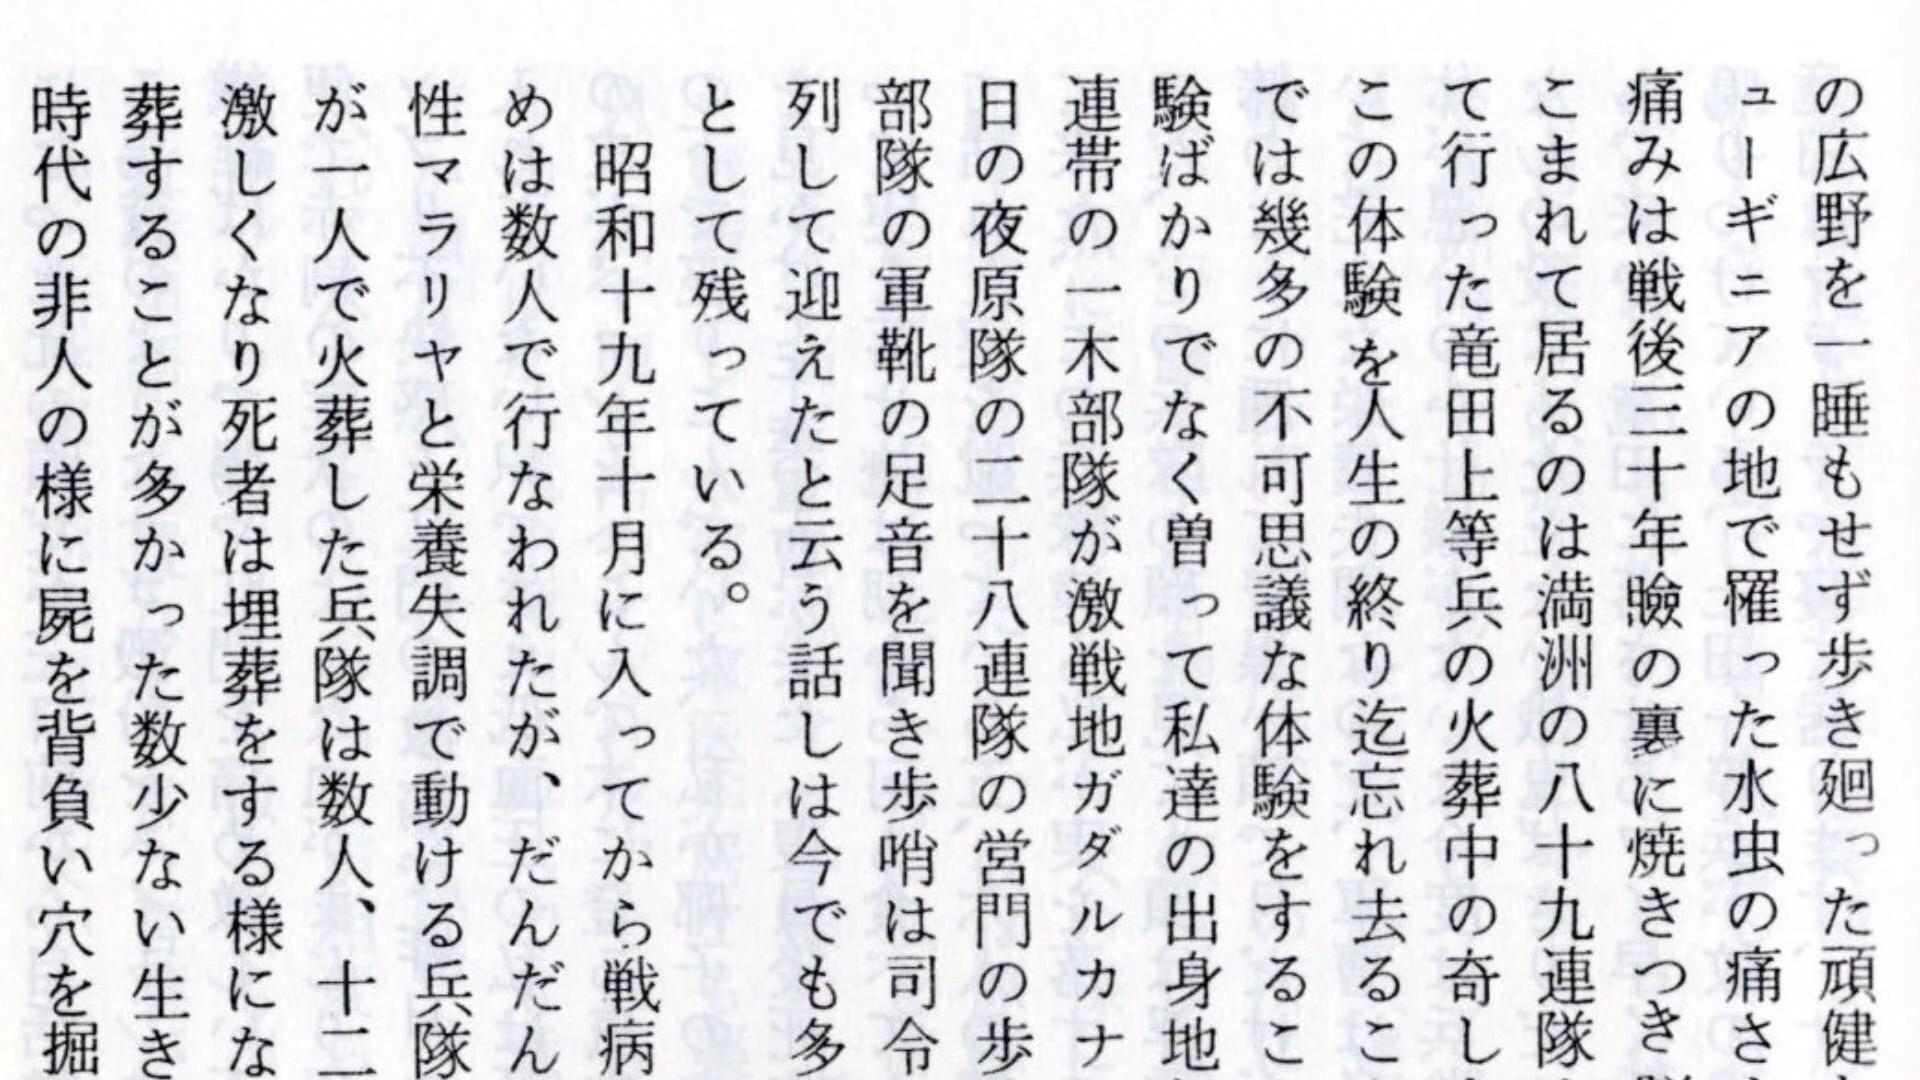 の広野を一睡もせず歩き廻った頑健
ューギニアの地で罹った水虫の痛さ
痛みは戦後三十年瞼の裏に焼きつき
こまれて居るのは満洲の八十九連隊
て行った竜田上等兵の火葬中の奇し
この体験を人生の終り迄忘れ去るこ
では幾多の不可思議な体験をするこ
験ばかりでなく曽って私達の出身地
連帯の一木部隊が激戦地ガダルカナ
日の夜原隊の二十八連隊の営門の歩
部隊の軍靴の足音を聞き歩哨は司令
列して迎えたと云う話しは今でも多
として残っている。
昭和十九年十月に入ってから戦病
めは数人で行なわれたが、だんだん
性マラリヤと栄養失調で動ける兵隊
が一人で火葬した兵隊は数人、十二
激しくなり死者は埋葬をする様にな
葬することが多かった数少ない生き
時代の非人の様に屍を背負い穴を掘